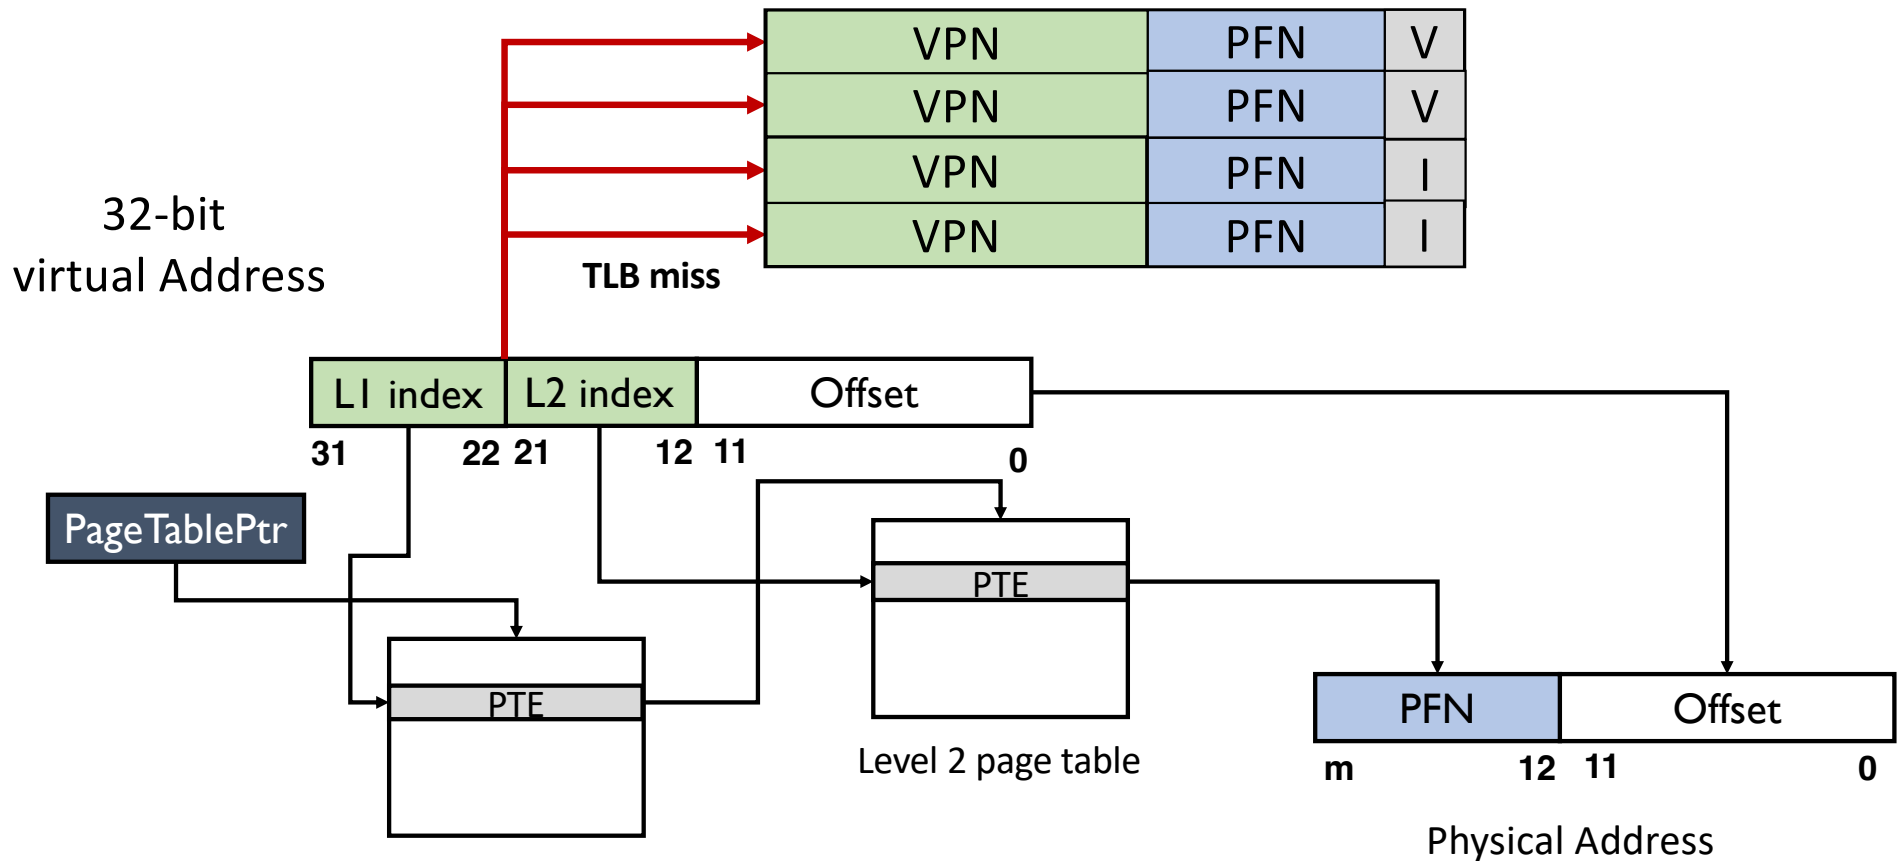 VPN PFN V
VPN PFN V
VPN PFN I
VPN PFN I
32-bit
virtual Address
TLB miss
L1 index L2 index Offset
31 22 21 12 11 0
PageTablePtr
PTE
PTE
Level 2 page table
PFN Offset
m 12 11 0
Physical Address